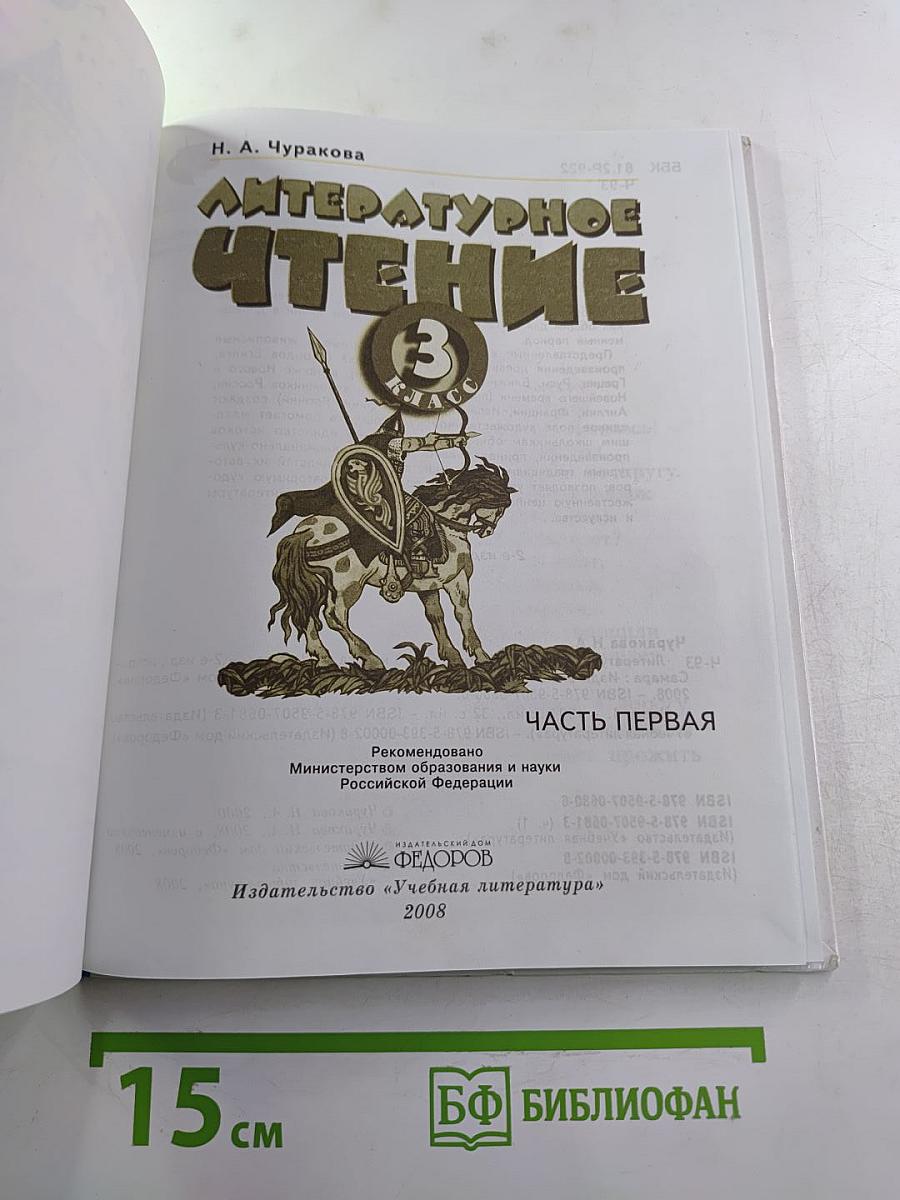 Н. А. Чуракова
ЛИТЕРАТУРНОЕ
ЧТЕНИЕ
3
КЛАСС
ЧАСТЬ ПЕРВАЯ
Рекомендовано
Министерством образования и науки
Российской Федерации
ИЗДАТЕЛЬСКИЙ ДОМ
ФЕДОРОВ
Издательство «Учебная литература»
2008
15 см
БФ БИБЛИОФАН